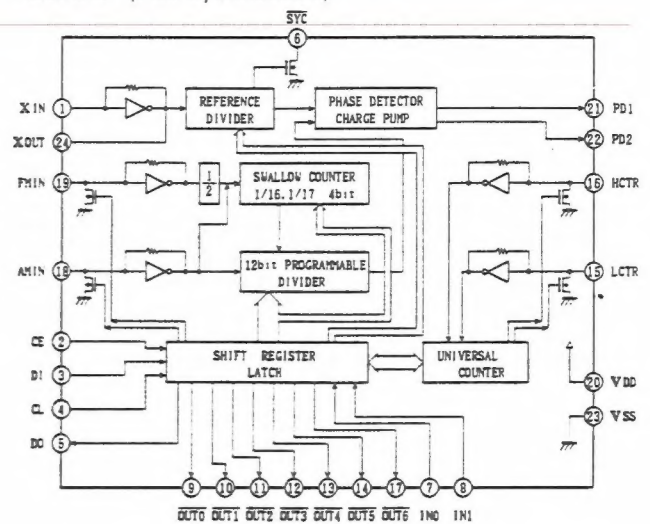 SYC
6
XIN 1
REFERENCE DIVIDER
PHASE DETECTOR CHARGE PUMP
21 PD1
XOUT 24
22 PD2
FMIN 19
1/2
SWALLOW COUNTER
1/16.1/17 4bit
16 HCTR
AMIN 18
12bit PROGRAMMABLE DIVIDER
15 LCTR
CE 2
DI 3
SHIFT REGISTER LATCH
UNIVERSAL COUNTER
20 VDD
CL 4
23 VSS
DO 5
9 10 11 12 13 14 17 7 8
OUT0 OUT1 OUT2 OUT3 OUT4 OUT5 OUT6 IN0 IN1